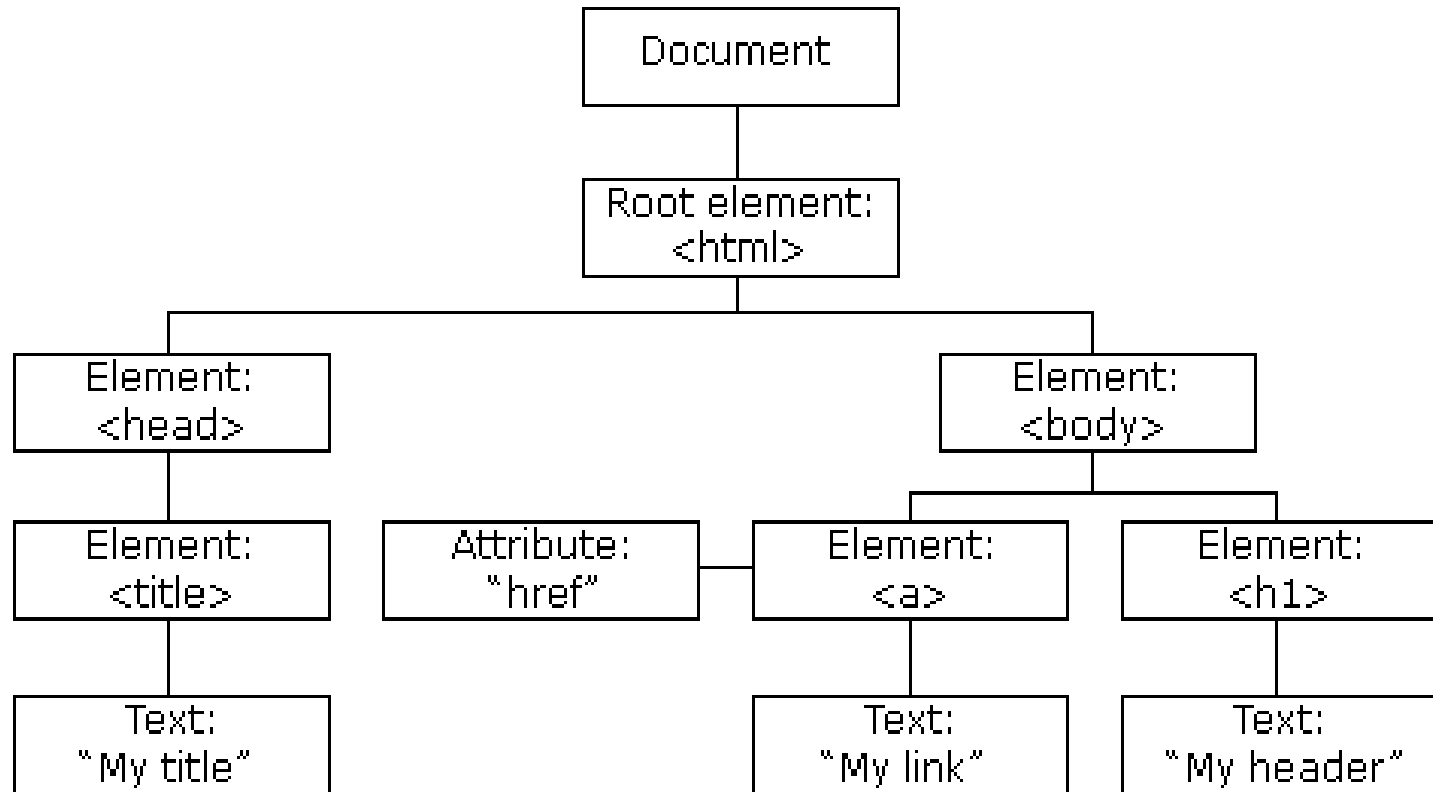 Document
Root element:
<html>
Element:
<head>
Element:
<body>
Element:
<title>
Attribute:
“href”
Element:
<a>
Element:
<h1>
Text:
“My title”
Text:
“My link”
Text:
“My header”